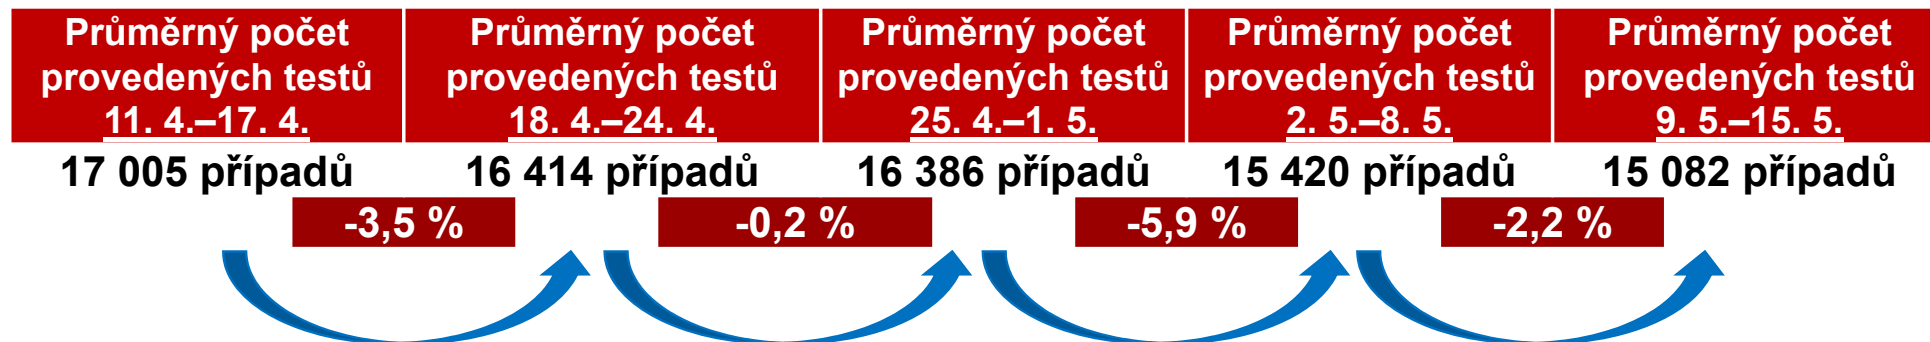 Průměrný počet
provedených testů
11. 4.–17. 4.
Průměrný počet
provedených testů
18. 4.–24. 4.
Průměrný počet
provedených testů
25. 4.–1. 5.
Průměrný počet
provedených testů
2. 5.–8. 5.
Průměrný počet
provedených testů
9. 5.–15. 5.
17 005 případů
16 414 případů
16 386 případů
15 420 případů
15 082 případů
-3,5 %
-0,2 %
-5,9 %
-2,2 %